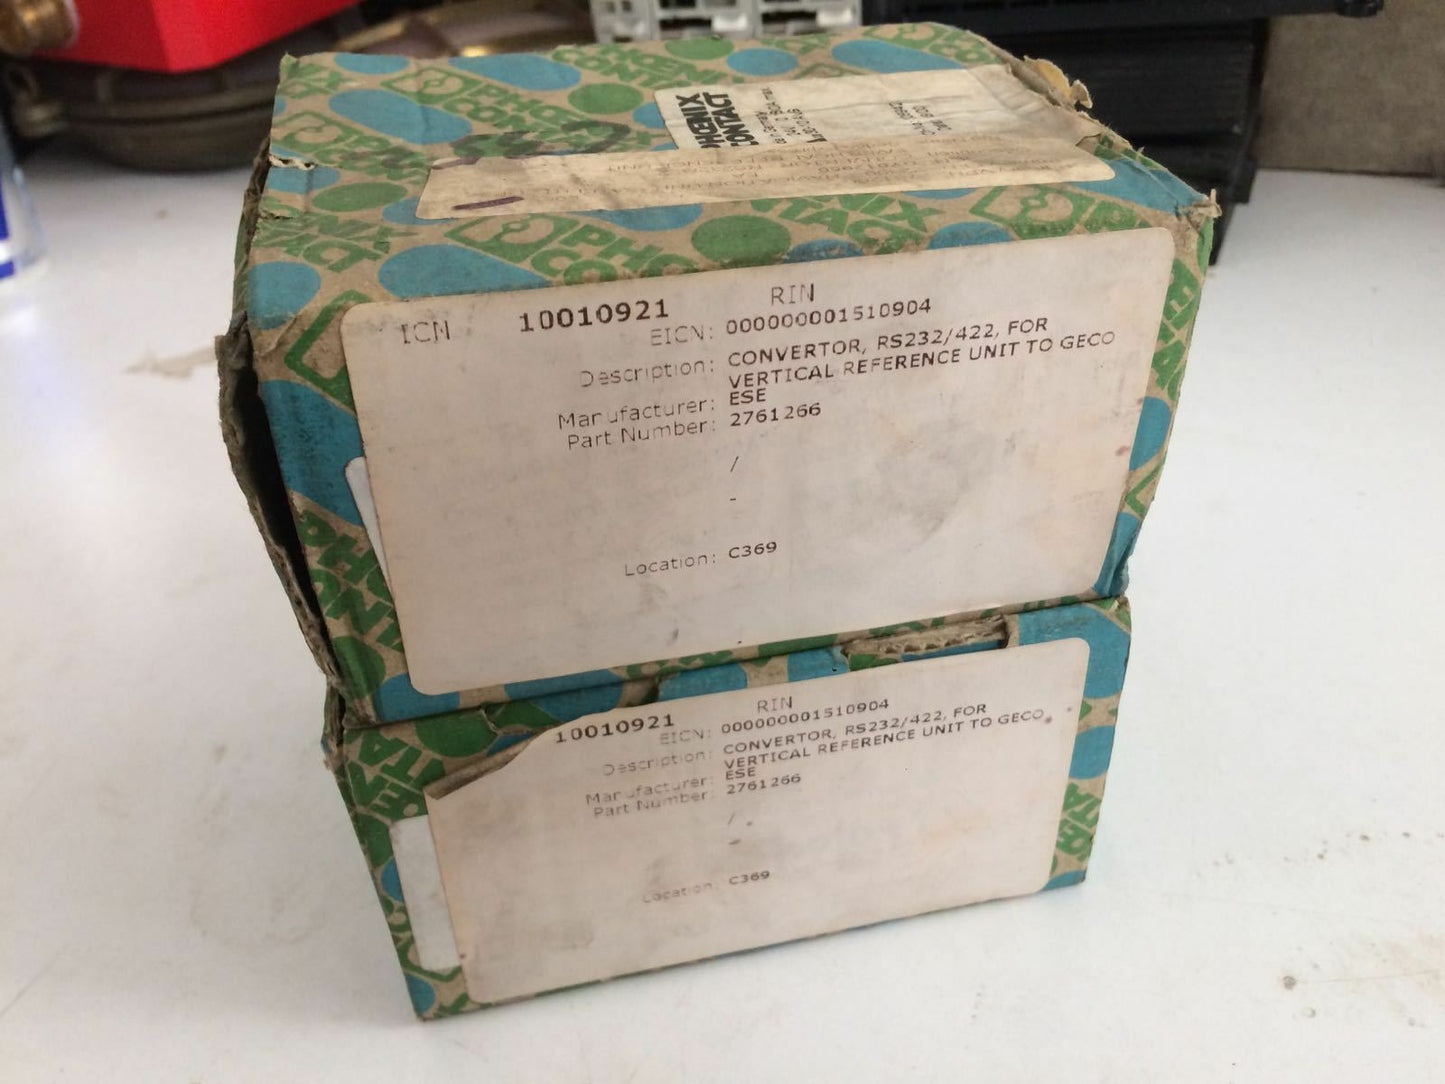 PHOENIX
CONTACT
ICN 10010921 RIN
EICN: 000000001510904
Description: CONVERTOR, RS232/422, FOR
VERTICAL REFERENCE UNIT TO GECO
Manufacturer: ESE
Part Number: 2761266
/
-
Location: C369
10010921 RIN
EICN: 000000001510904
Description: CONVERTOR, RS232/422, FOR
VERTICAL REFERENCE UNIT TO GECO
Manufacturer: ESE
Part Number: 2761266
/
-
Location: C369